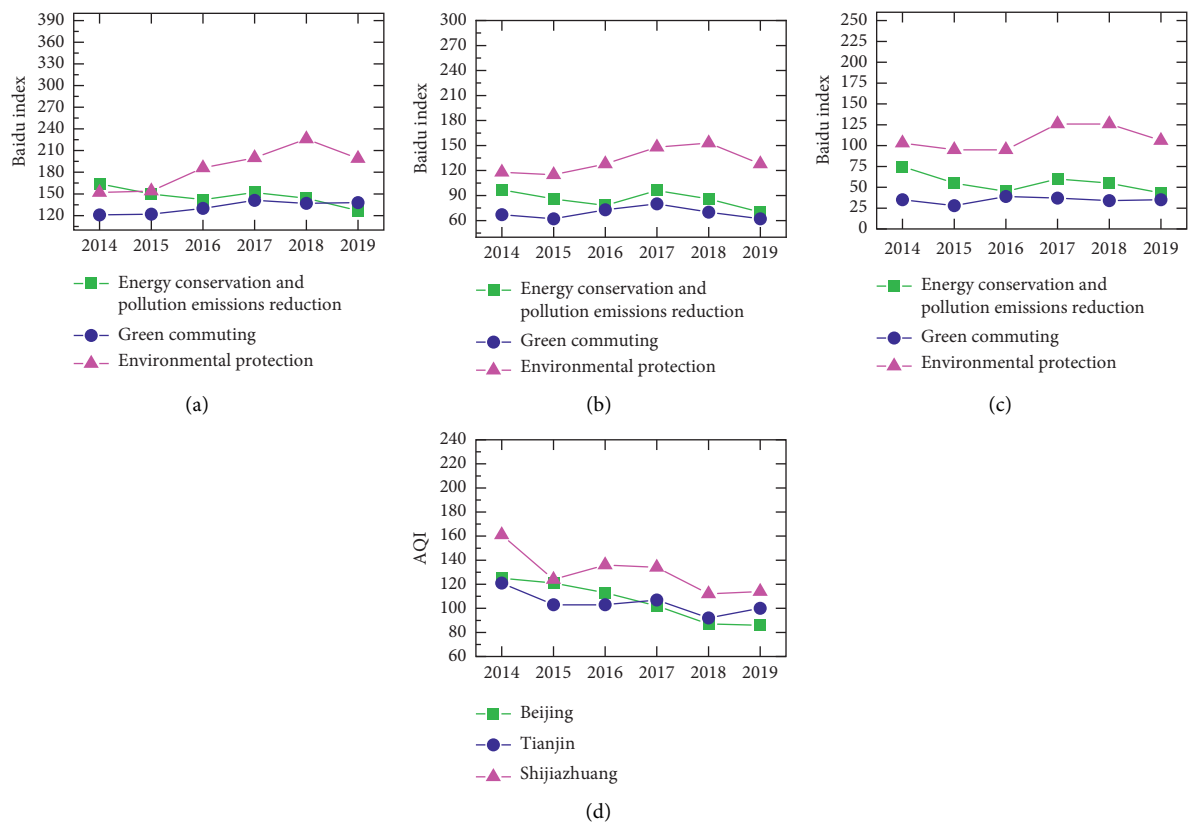 Baidu index
390
360
330
300
270
240
210
180
150
120
2014 2015 2016 2017 2018 2019
Energy conservation and
pollution emissions reduction
Green commuting
Environmental protection
(a)
Baidu index
300
270
240
210
180
150
120
90
60
2014 2015 2016 2017 2018 2019
Energy conservation and
pollution emissions reduction
Green commuting
Environmental protection
(b)
Baidu index
250
225
200
175
150
125
100
75
50
25
0
2014 2015 2016 2017 2018 2019
Energy conservation and
pollution emissions reduction
Green commuting
Environmental protection
(c)
AQI
240
220
200
180
160
140
120
100
80
60
2014 2015 2016 2017 2018 2019
Beijing
Tianjin
Shijiazhuang
(d)